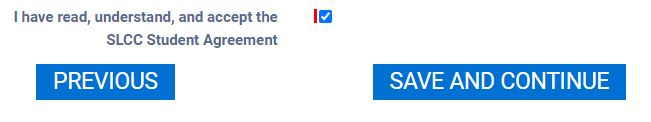 I have read, understand, and accept the
SLCC Student Agreement
PREVIOUS
SAVE AND CONTINUE